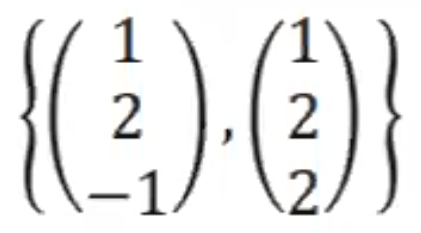 {(1 2 -1), (1 2 2)}